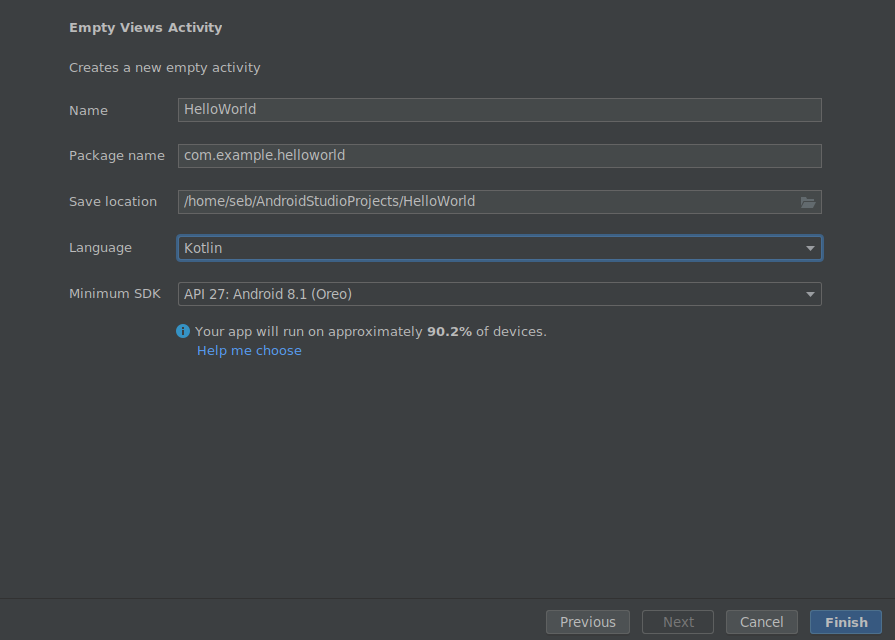 Empty Views Activity
Creates a new empty activity
Name HelloWorld
Package name com.example.helloworld
Save location /home/seb/AndroidStudioProjects/HelloWorld
Language Kotlin
Minimum SDK API 27: Android 8.1 (Oreo)
Your app will run on approximately 90.2% of devices.
Help me choose
Previous Next Cancel Finish